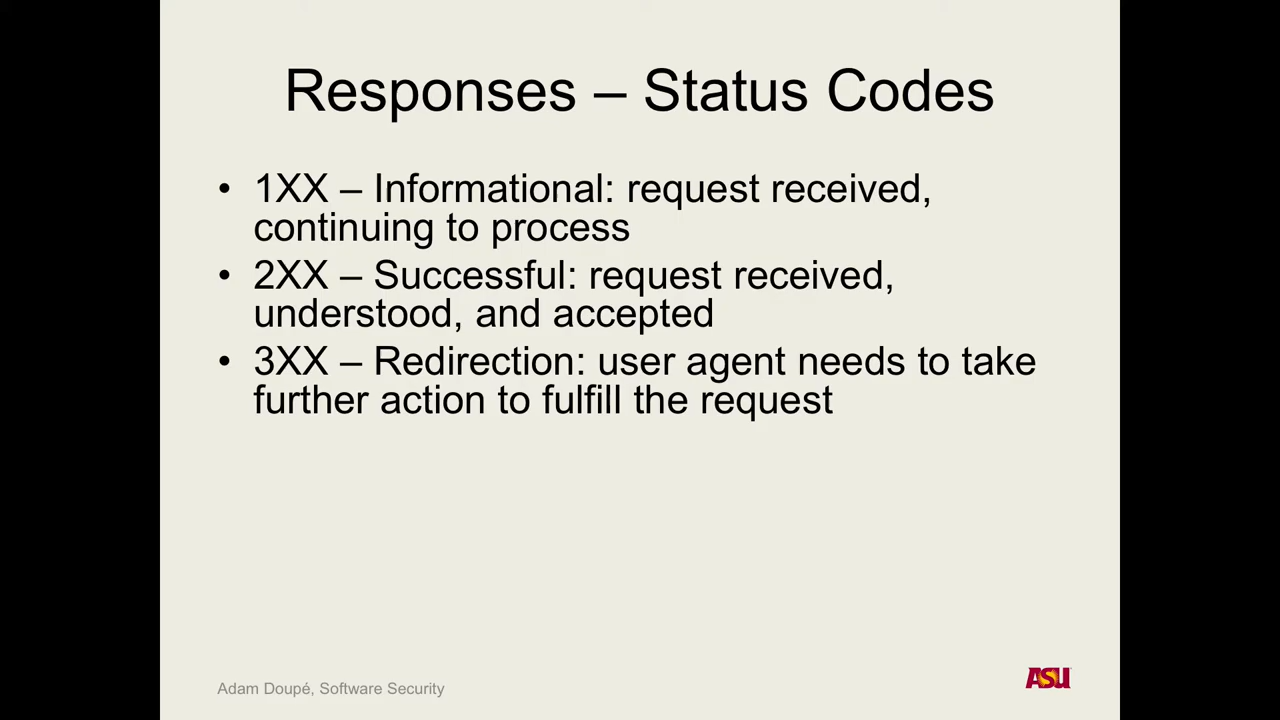 Responses – Status Codes
• 1XX – Informational: request received,
continuing to process
• 2XX – Successful: request received,
understood, and accepted
• 3XX – Redirection: user agent needs to take
further action to fulfill the request
Adam Doupé, Software Security
ASU